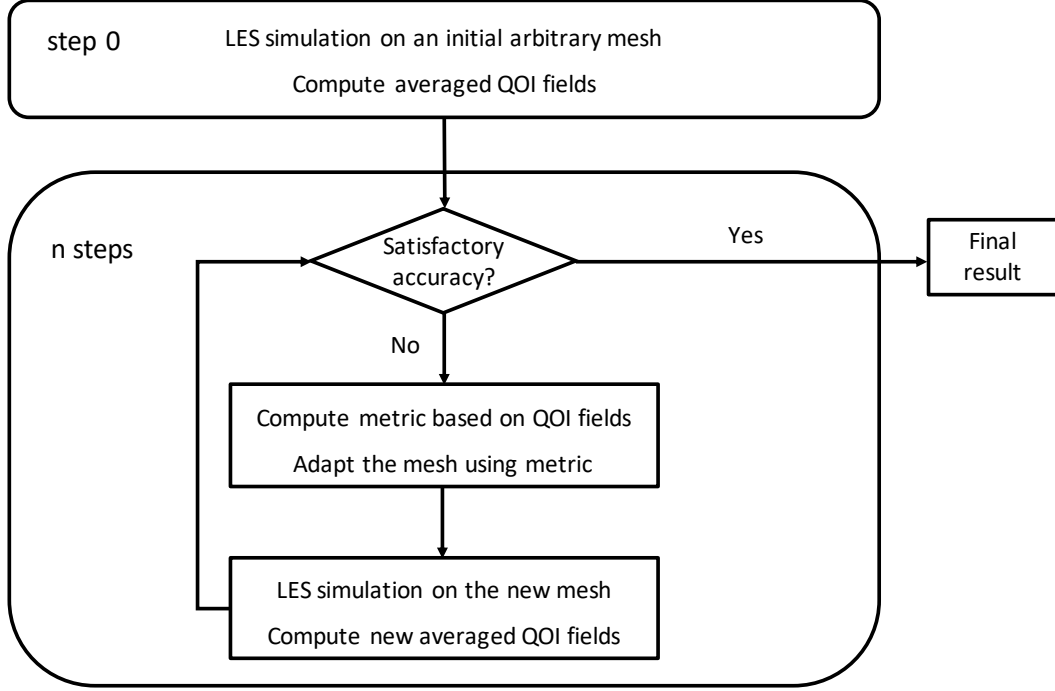 step 0
LES simulation on an initial arbitrary mesh
Compute averaged QOI fields
n steps
Satisfactory
accuracy?
Yes
Final
result
No
Compute metric based on QOI fields
Adapt the mesh using metric
LES simulation on the new mesh
Compute new averaged QOI fields